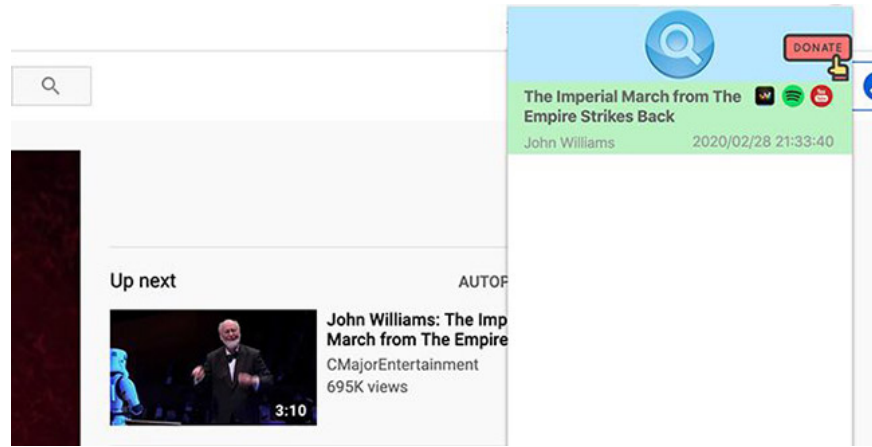 DONATE
The Imperial March from The
Empire Strikes Back
John Williams 2020/02/28 21:33:40
Up next AUTOP
John Williams: The Imp
March from The Empire
CMajorEntertainment
695K views
3:10